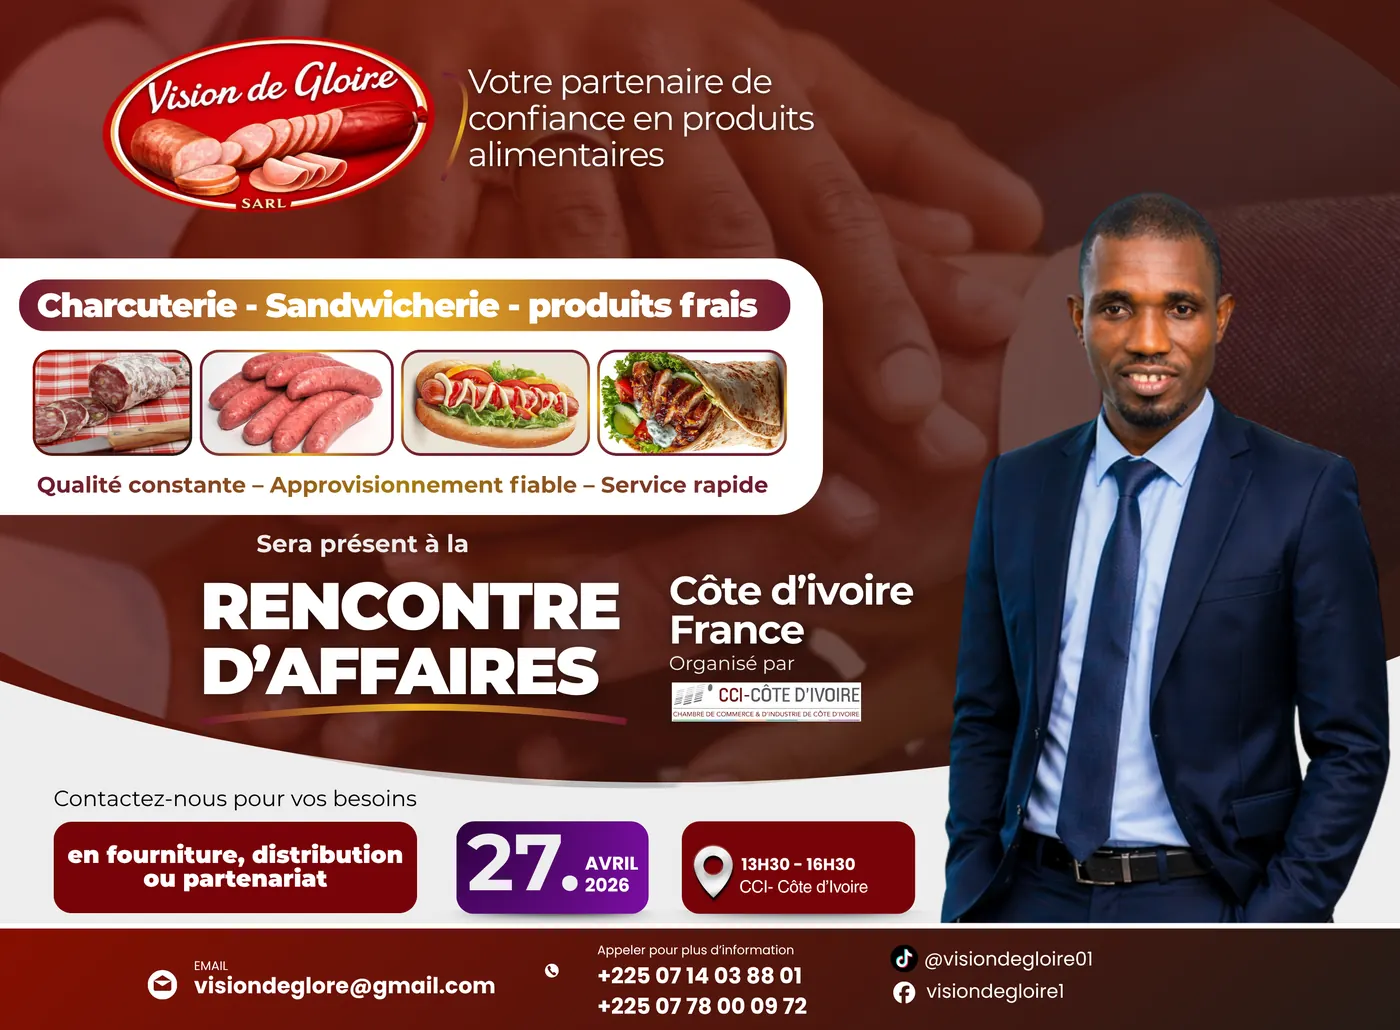 Vision de Gloire
SARL
Votre partenaire de
confiance en produits
alimentaires
Charcuterie - Sandwicherie - produits frais
Qualité constante – Approvisionnement fiable – Service rapide
Sera présent à la
RENCONTRE
D’AFFAIRES
Côte d’ivoire
France
Organisé par
CCI-CÔTE D'IVOIRE
CHAMBRE DE COMMERCE & D'INDUSTRIE DE CÔTE D'IVOIRE
Contactez-nous pour vos besoins
en fourniture, distribution
ou partenariat
27. AVRIL
2026
13H30 – 16H30
CCI- Côte d'Ivoire
EMAIL
visiondeglore@gmail.com
Appeler pour plus d’information
+225 07 14 03 88 01
+225 07 78 00 09 72
@visiondegloire01
visiondegloire1